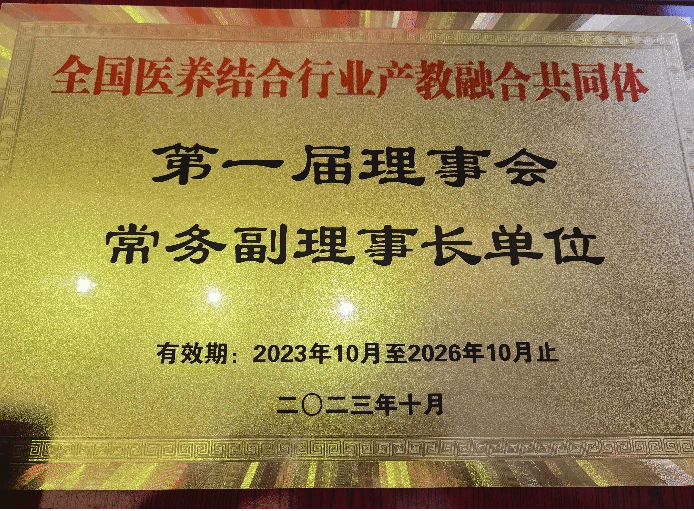 全国医养结合行业产教融合共同体
第一届理事会
常务副理事长单位
有效期：2023年10月至2026年10月止
二〇二三年十月